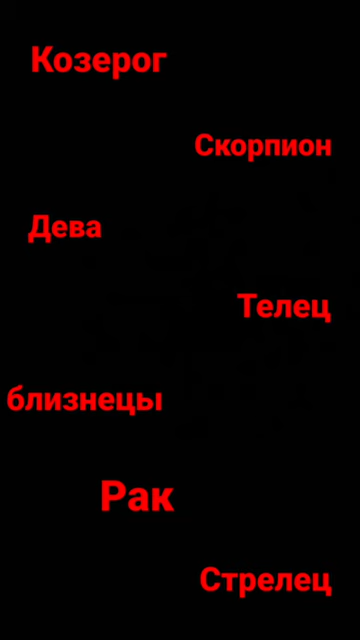 Козерог
Скорпион
Дева
Телец
близнецы
Рак
Стрелец